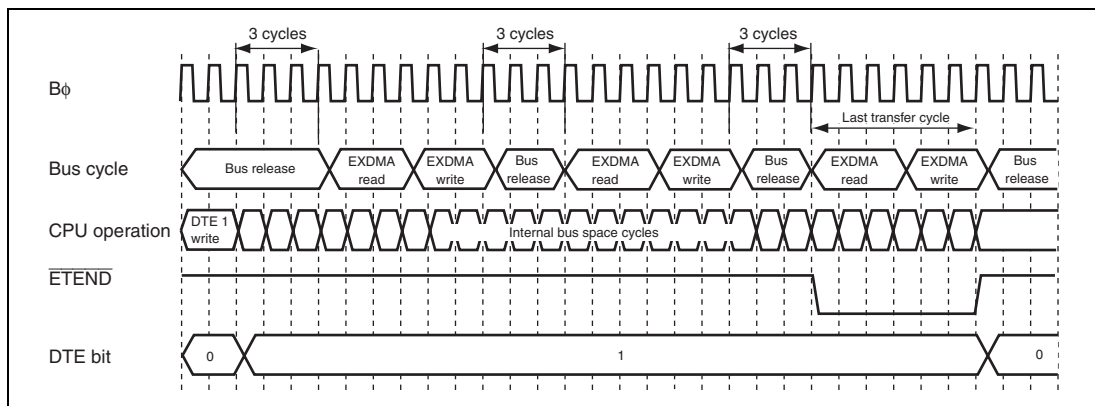 3 cycles 3 cycles 3 cycles
Bϕ
Last transfer cycle
Bus cycle
Bus release
EXDMA read
EXDMA write
Bus release
EXDMA read
EXDMA write
Bus release
EXDMA read
EXDMA write
Bus release
CPU operation
DTE 1 write
Internal bus space cycles
ETEND
DTE bit
0 1 0